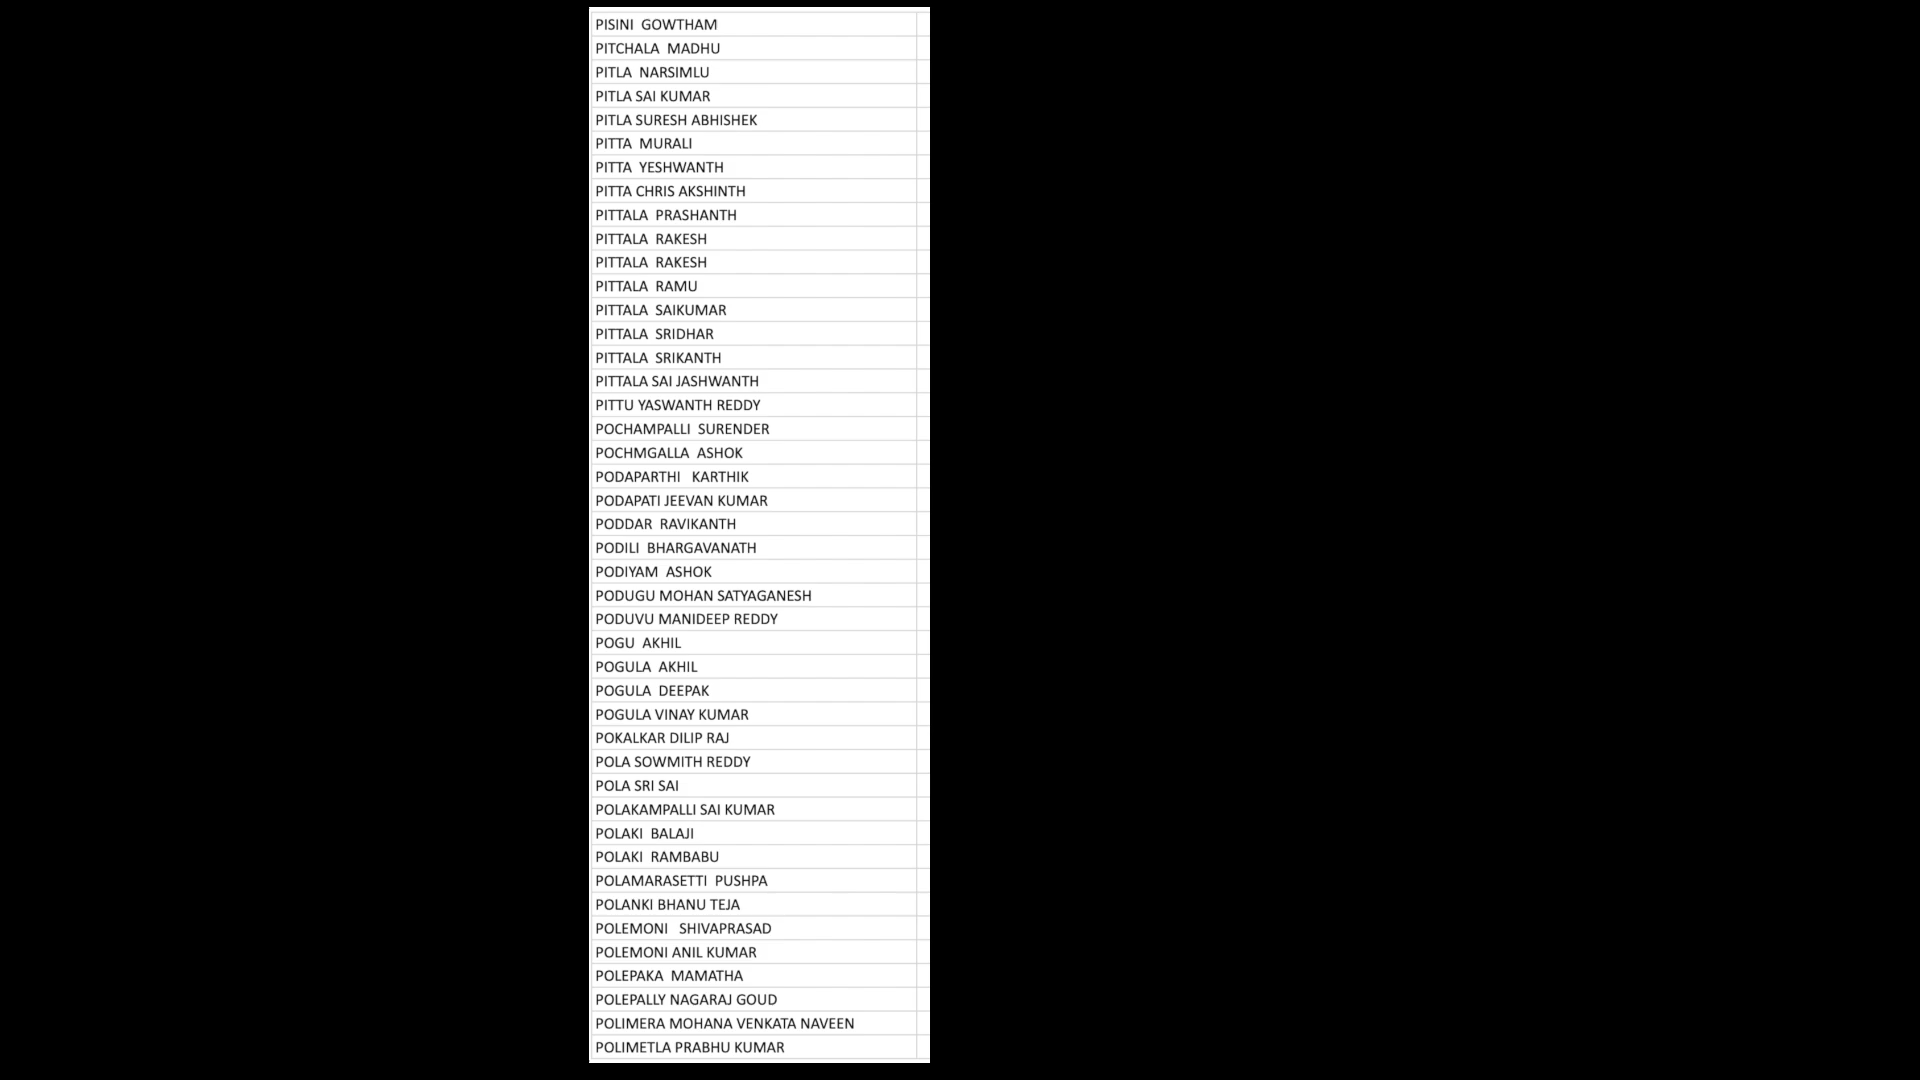 PISINI  GOWTHAM
PITCHALA  MADHU
PITLA  NARSIMLU
PITLA SAI KUMAR
PITLA SURESH ABHISHEK
PITTA  MURALI
PITTA  YESHWANTH
PITTA CHRIS AKSHINTH
PITTALA  PRASHANTH
PITTALA  RAKESH
PITTALA  RAKESH
PITTALA  RAMU
PITTALA  SAIKUMAR
PITTALA  SRIDHAR
PITTALA  SRIKANTH
PITTALA SAI JASHWANTH
PITTU YASWANTH REDDY
POCHAMPALLI  SURENDER
POCHMGALLA  ASHOK
PODAPARTHI   KARTHIK
PODAPATI JEEVAN KUMAR
PODDAR  RAVIKANTH
PODILI  BHARGAVANATH
PODIYAM  ASHOK
PODUGU MOHAN SATYAGANESH
PODUVU MANIDEEP REDDY
POGU  AKHIL
POGULA  AKHIL
POGULA  DEEPAK
POGULA VINAY KUMAR
POKALKAR DILIP RAJ
POLA SOWMITH REDDY
POLA SRI SAI
POLAKAMPALLI SAI KUMAR
POLAKI  BALAJI
POLAKI  RAMBABU
POLAMARASETTI  PUSHPA
POLANKI BHANU TEJA
POLEMONI   SHIVAPRASAD
POLEMONI ANIL KUMAR
POLEPAKA  MAMATHA
POLEPALLY NAGARAJ GOUD
POLIMERA MOHANA VENKATA NAVEEN
POLIMETLA PRABHU KUMAR